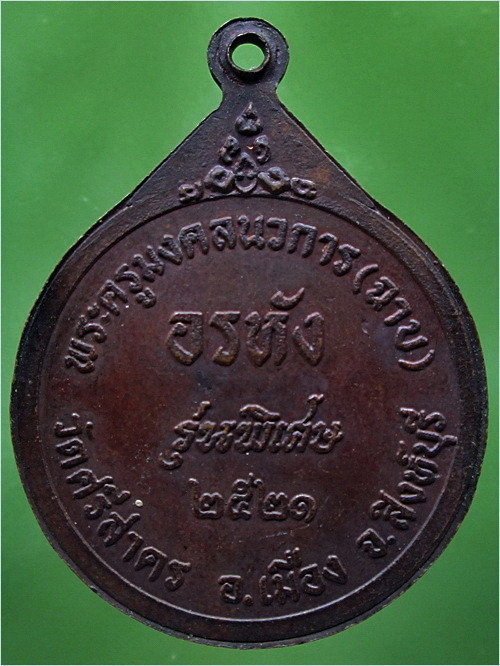 พระครูมงคลนวการ (ฉาบ)
อรหัง
รุ่นพิเศษ
๒๕๒๑
วัดศรีสาคร อ.เมือง จ.สิงห์บุรี